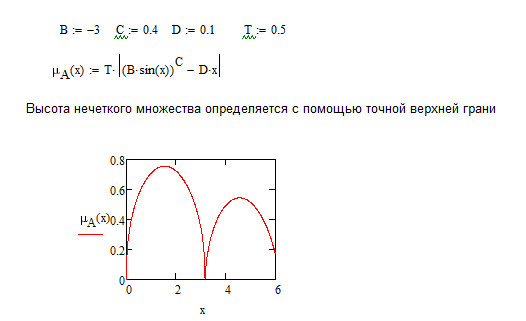 B := −3 C := 0.4 D := 0.1 T := 0.5
μA(x) := T·|(B·sin(x))^C − D·x|
Высота нечеткого множества определяется с помощью точной верхней грани
0.8
0.6
μA(x) 0.4
0.2
0
0 2 4 6
x